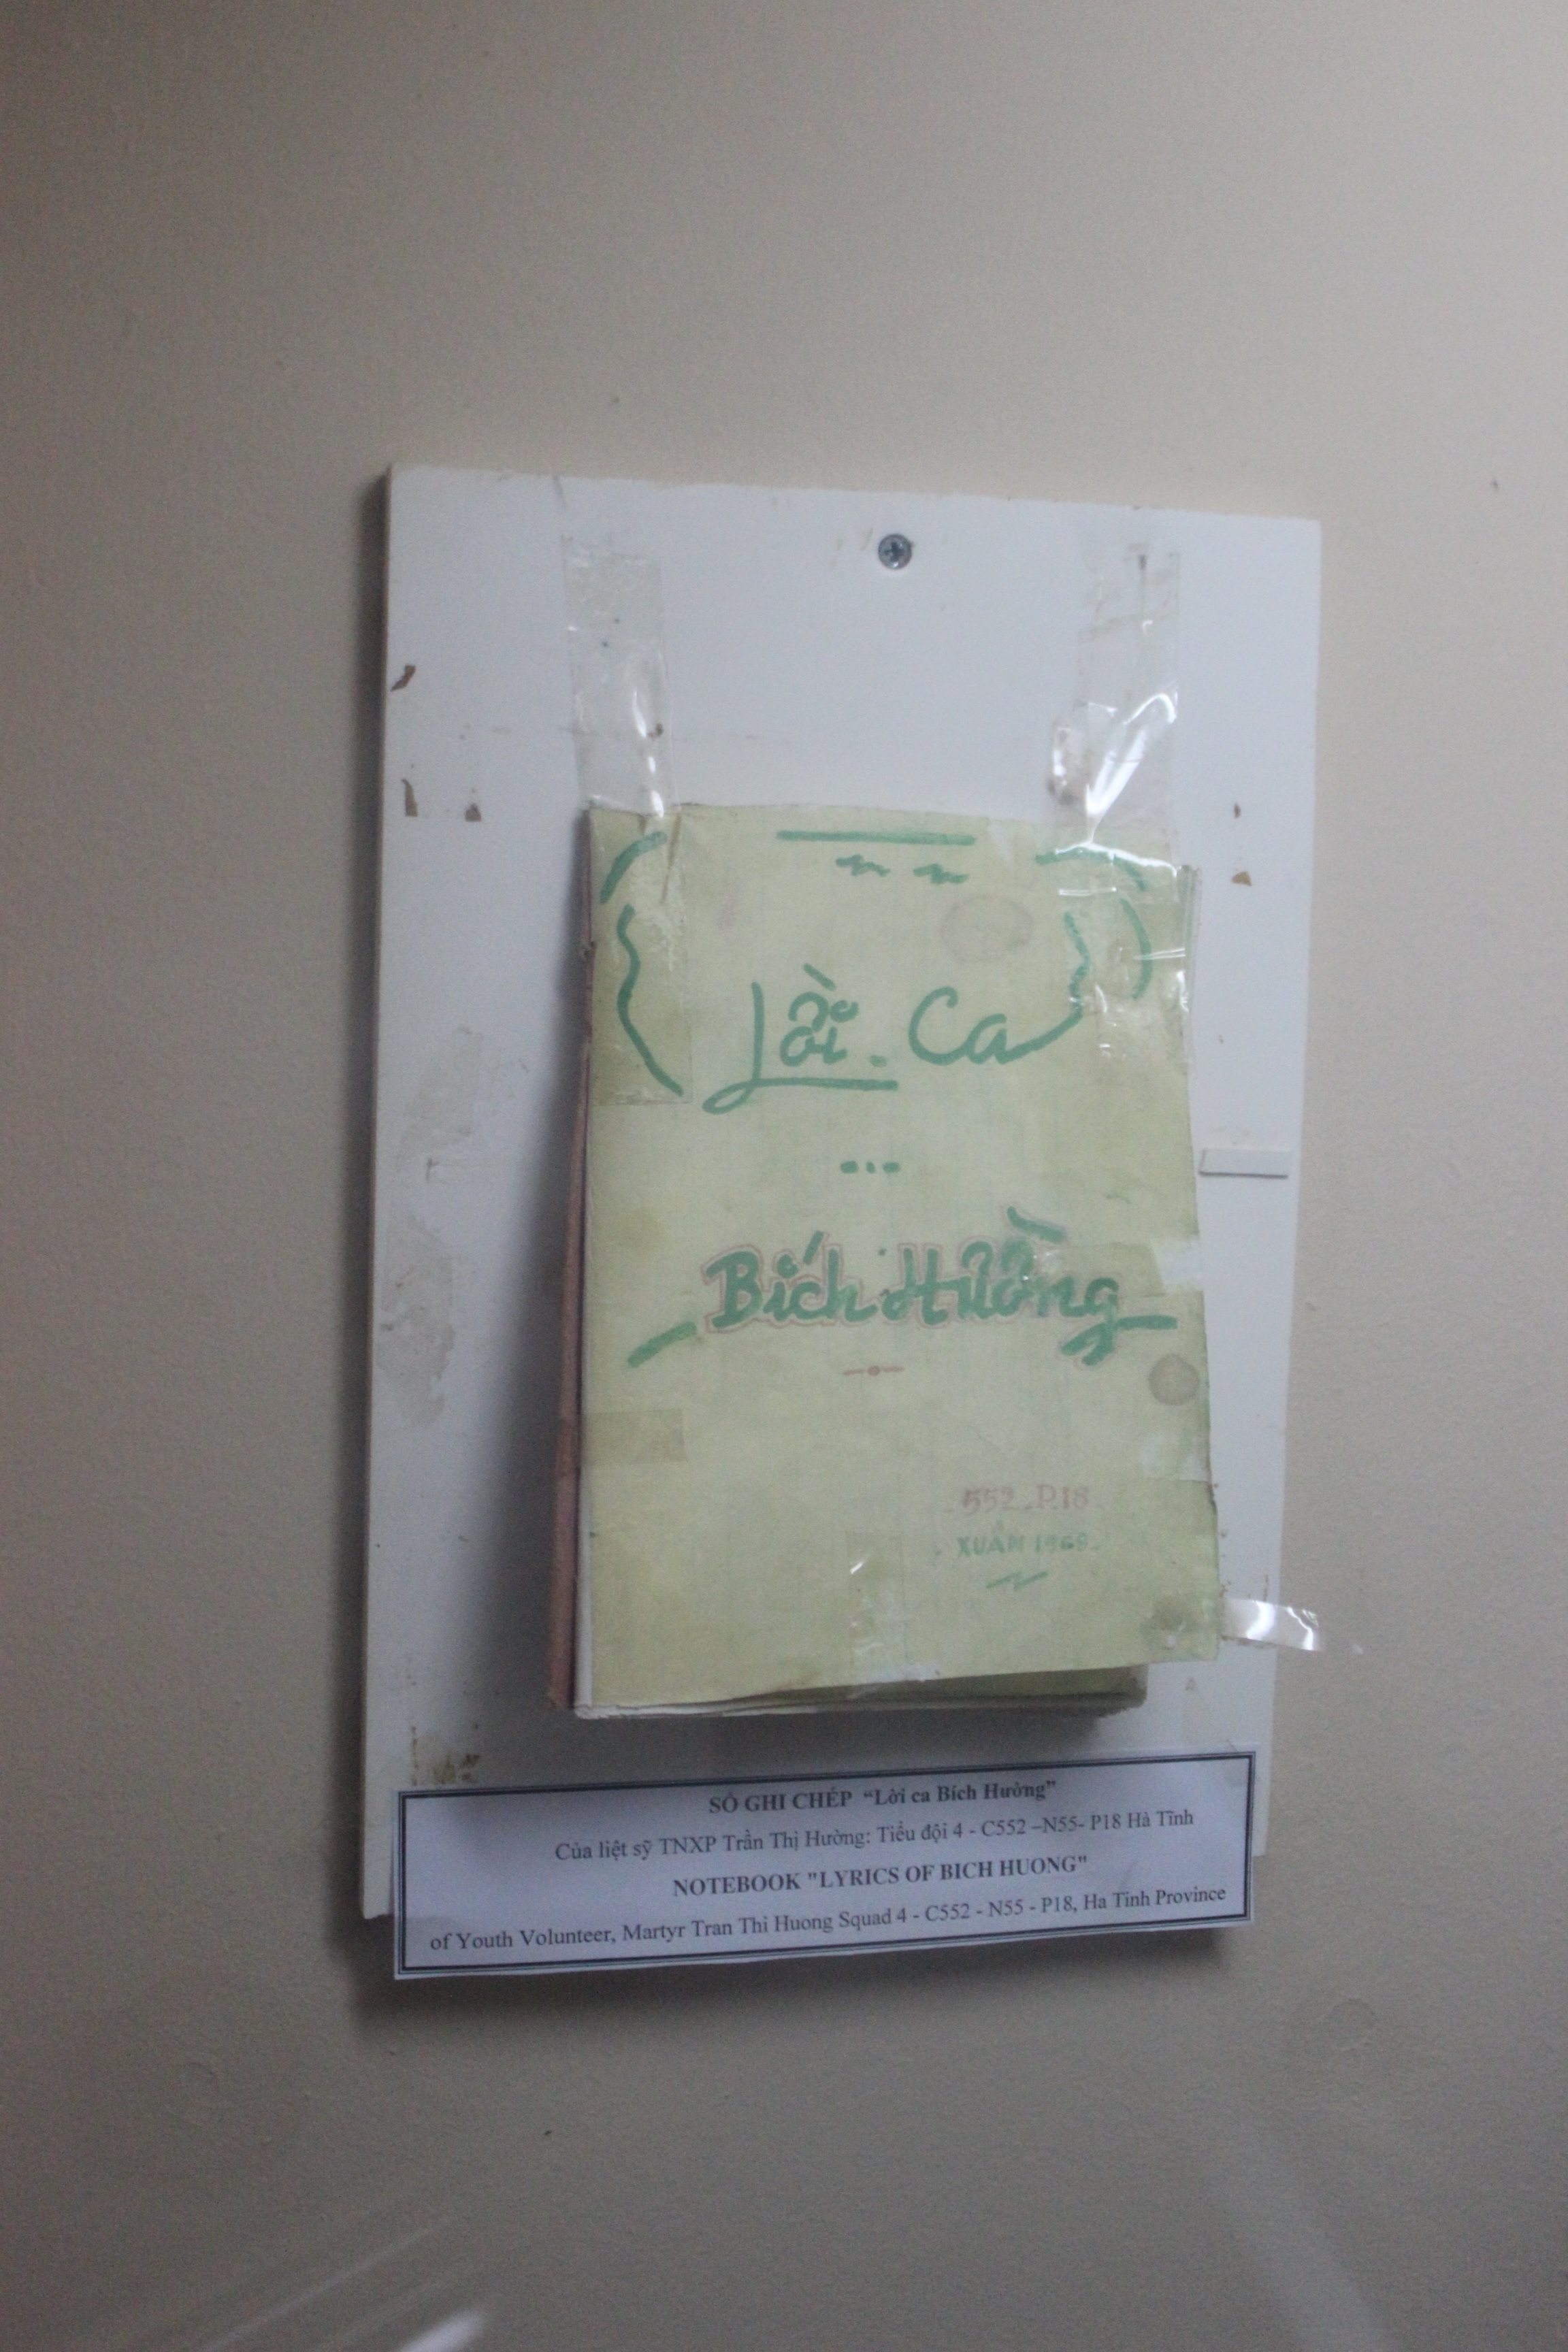 Lời. Ca
...
Bích Hường
552_P.18
XUÂN 1968
SỔ GHI CHÉP “Lời ca Bích Hường”
Của liệt sỹ TNXP Trần Thị Hường: Tiểu đội 4 - C552 –N55- P18 Hà Tĩnh
NOTEBOOK "LYRICS OF BICH HUONG"
of Youth Volunteer, Martyr Tran Thi Huong Squad 4 - C552 - N55 - P18, Ha Tinh Province